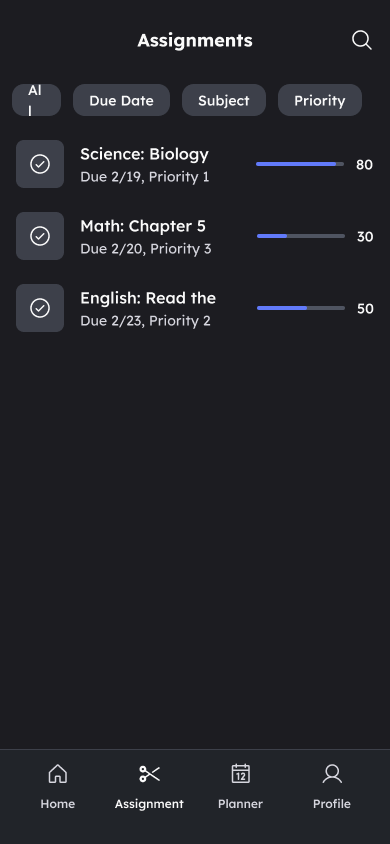 Assignments
Al
l
Due Date
Subject
Priority
Science: Biology
Due 2/19, Priority 1
80
Math: Chapter 5
Due 2/20, Priority 3
30
English: Read the
Due 2/23, Priority 2
50
12
Home
Assignment
Planner
Profile